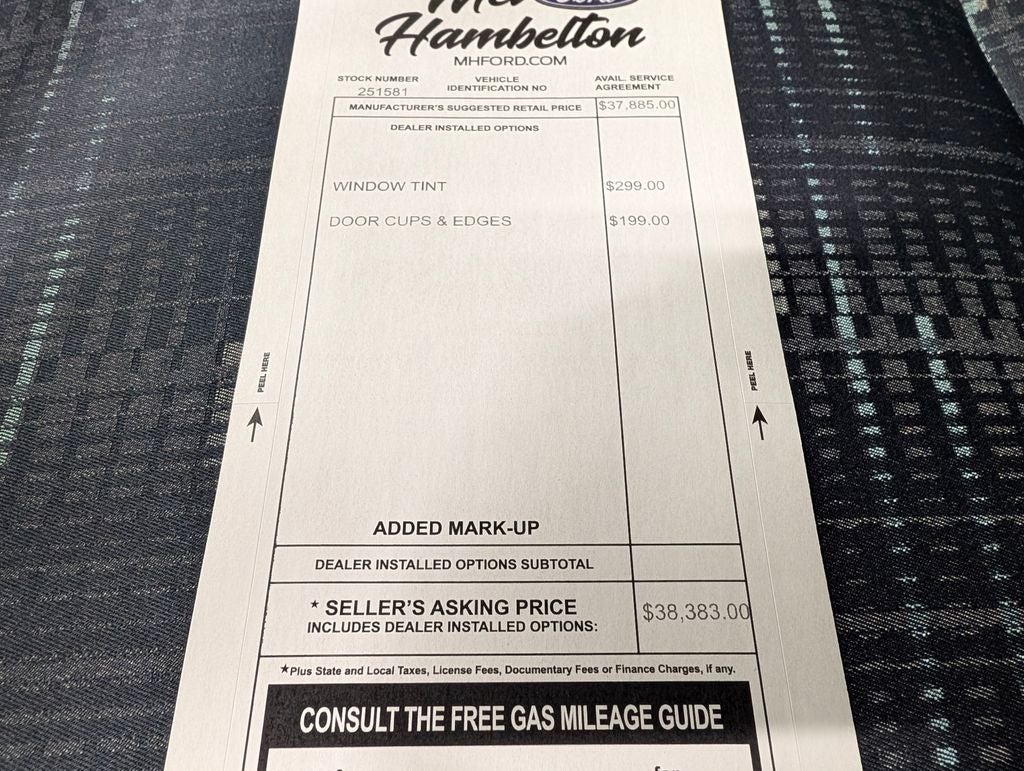 Hambelton
MHFORD.COM
STOCK NUMBER
251581
VEHICLE
IDENTIFICATION NO
AVAIL. SERVICE
AGREEMENT
MANUFACTURER'S SUGGESTED RETAIL PRICE $37,885.00
DEALER INSTALLED OPTIONS
WINDOW TINT $299.00
DOOR CUPS & EDGES $199.00
PEEL HERE
PEEL HERE
ADDED MARK-UP
DEALER INSTALLED OPTIONS SUBTOTAL
* SELLER'S ASKING PRICE
INCLUDES DEALER INSTALLED OPTIONS:
$38,383.00
*Plus State and Local Taxes, License Fees, Documentary Fees or Finance Charges, if any.
CONSULT THE FREE GAS MILEAGE GUIDE